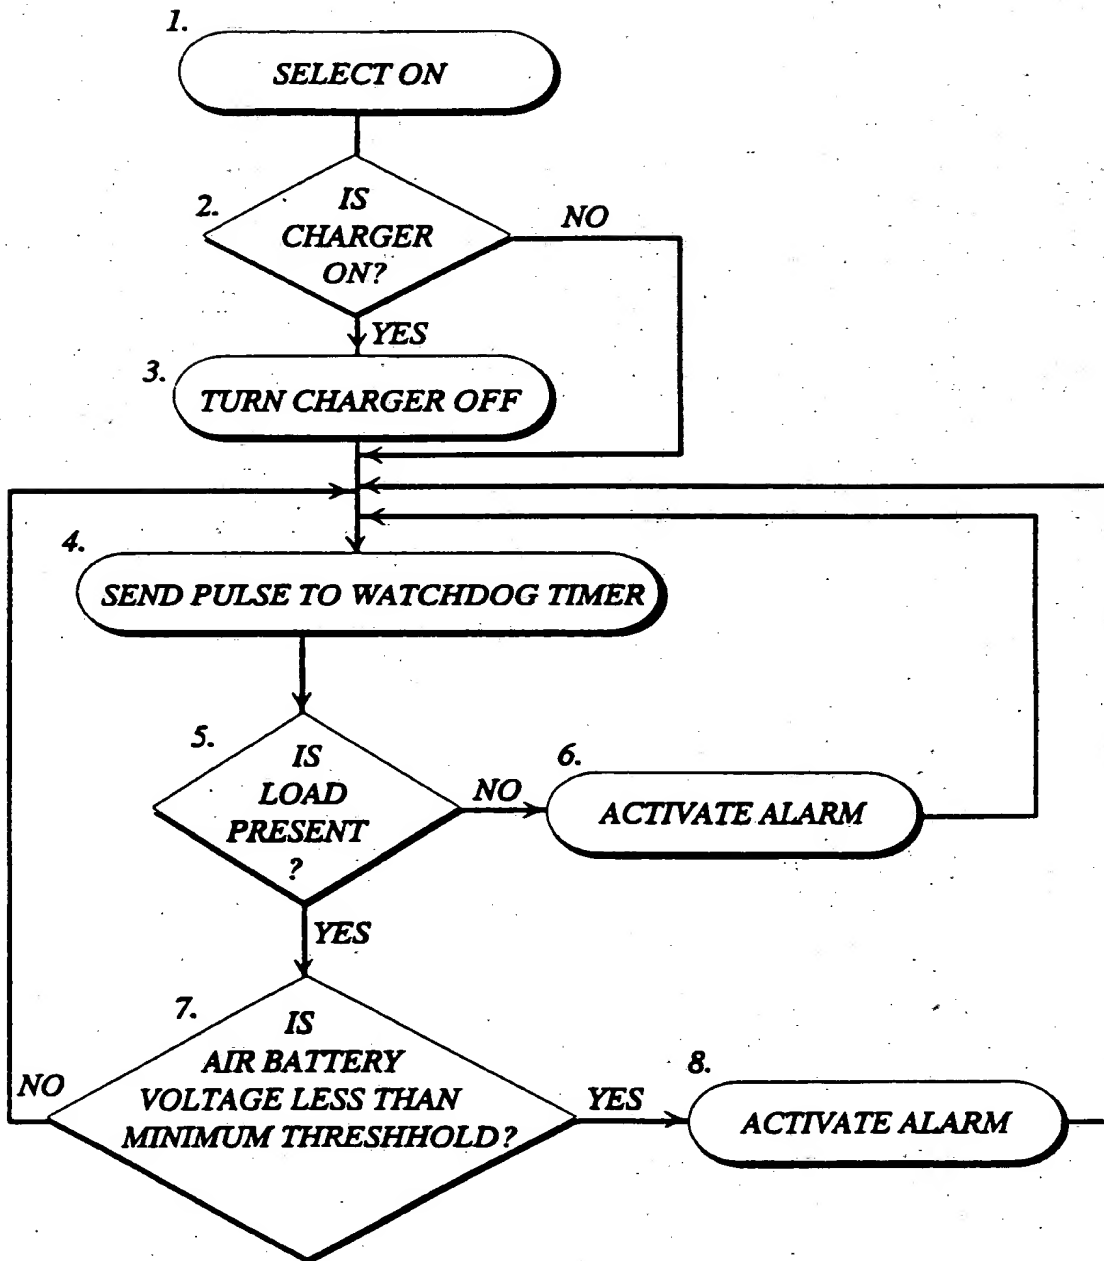 1.
SELECT ON
2.
IS
CHARGER
ON?
NO
YES
3.
TURN CHARGER OFF
4.
SEND PULSE TO WATCHDOG TIMER
5.
IS
LOAD
PRESENT
?
NO
6.
ACTIVATE ALARM
YES
7.
IS
AIR BATTERY
VOLTAGE LESS THAN
MINIMUM THRESHHOLD?
NO
YES
8.
ACTIVATE ALARM